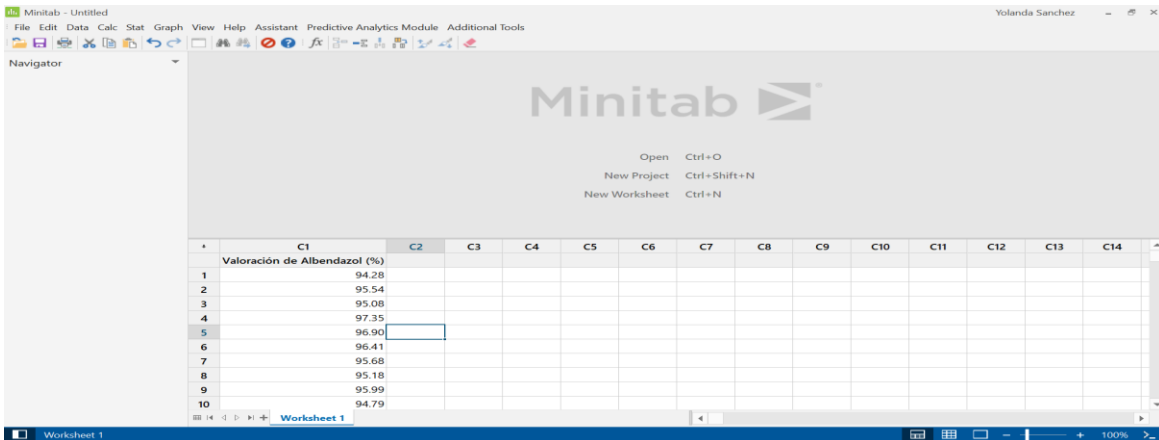 Minitab - Untitled Yolanda Sanchez
File Edit Data Calc Stat Graph View Help Assistant Predictive Analytics Module Additional Tools
fx
Navigator
Minitab
Open Ctrl+O
New Project Ctrl+Shift+N
New Worksheet Ctrl+N
C1 C2 C3 C4 C5 C6 C7 C8 C9 C10 C11 C12 C13 C14
Valoración de Albendazol (%)
1 94.28
2 95.54
3 95.08
4 97.35
5 96.90
6 96.41
7 95.68
8 95.18
9 95.99
10 94.79
Worksheet 1
Worksheet 1 100%